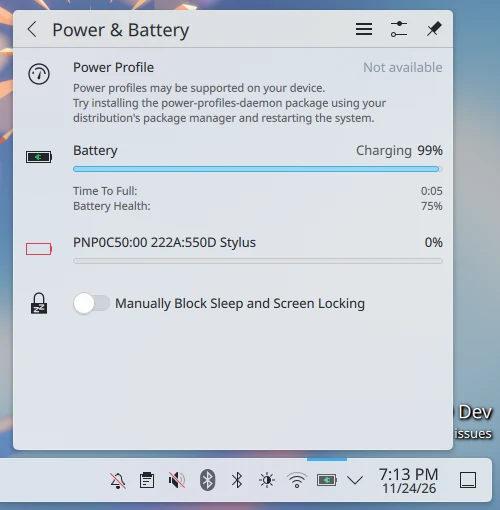 Power & Battery
Power Profile Not available
Power profiles may be supported on your device.
Try installing the power-profiles-daemon package using your
distribution's package manager and restarting the system.
Battery Charging 99%
Time To Full: 0:05
Battery Health: 75%
PNP0C50:00 222A:550D Stylus 0%
Manually Block Sleep and Screen Locking
Dev
issues
7:13 PM
11/24/26